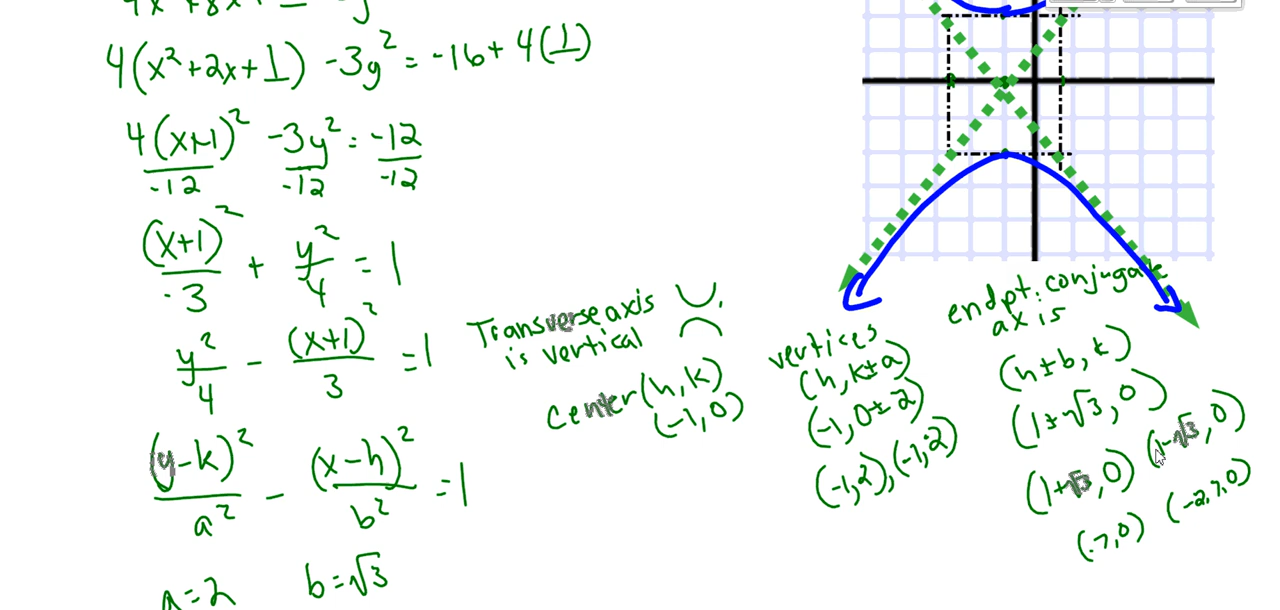 4(x²+2x+1) -3y² = -16+ 4(1)
4(x+1)² -3y² = -12
-12 -12 -12
(x+1)²/-3 + y²/4 = 1
y²/4 - (x+1)²/3 = 1
(y-k)²/a² - (x-h)²/b² = 1
a=2 b=√3
Transverse axis
is vertical
center (h,k)
(-1,0)
vertices
(h, k±a)
(-1, 0±2)
(-1,2),(-1,-2)
endpt: conjugate
axis
(h±b, k)
(1±√3, 0)
(1+√3,0) (1-√3,0)
(.7,0) (-2.7,0)